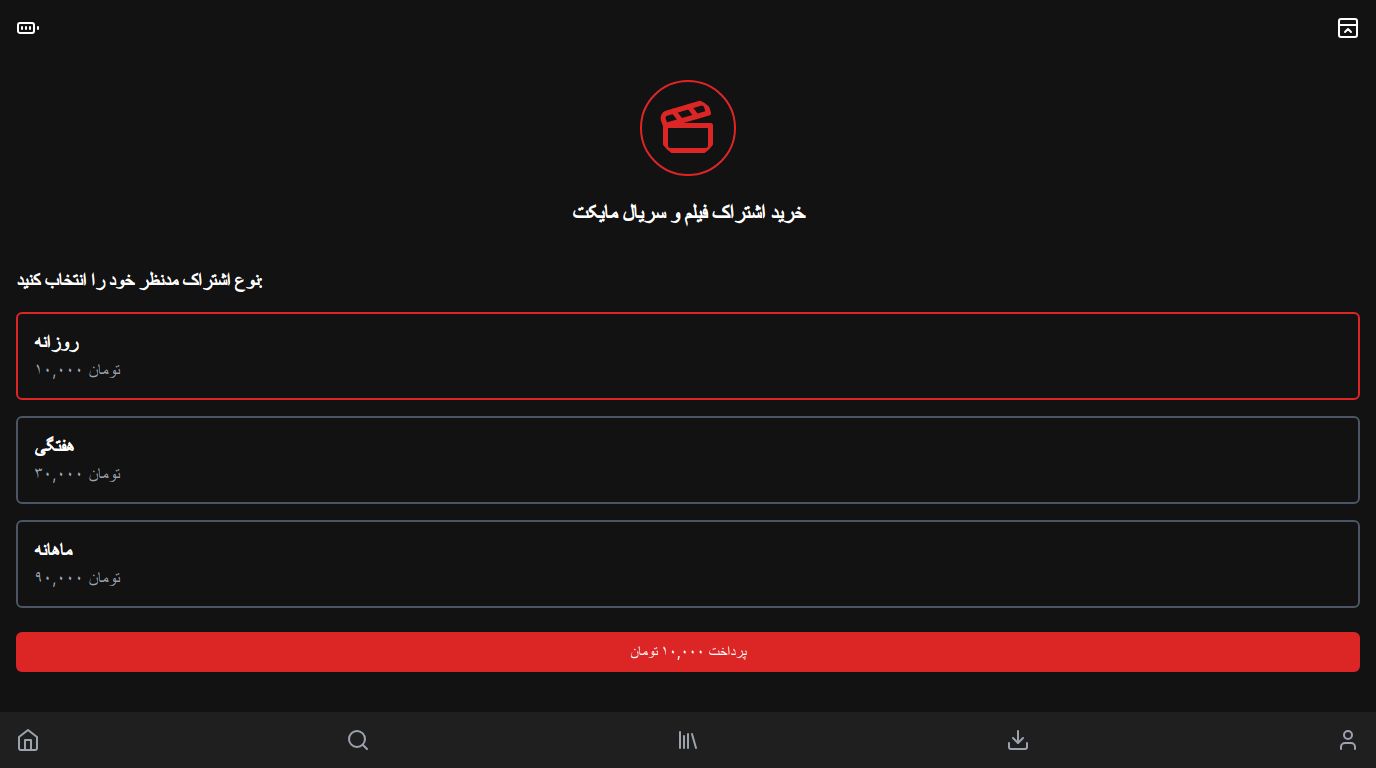 خرید اشتراک فیلم و سریال مایکت
نوع اشتراک مدنظر خود را انتخاب کنید:
روزانه
۱۰,۰۰۰ تومان
هفتگی
۳۰,۰۰۰ تومان
ماهانه
۹۰,۰۰۰ تومان
پرداخت ۱۰,۰۰۰ تومان